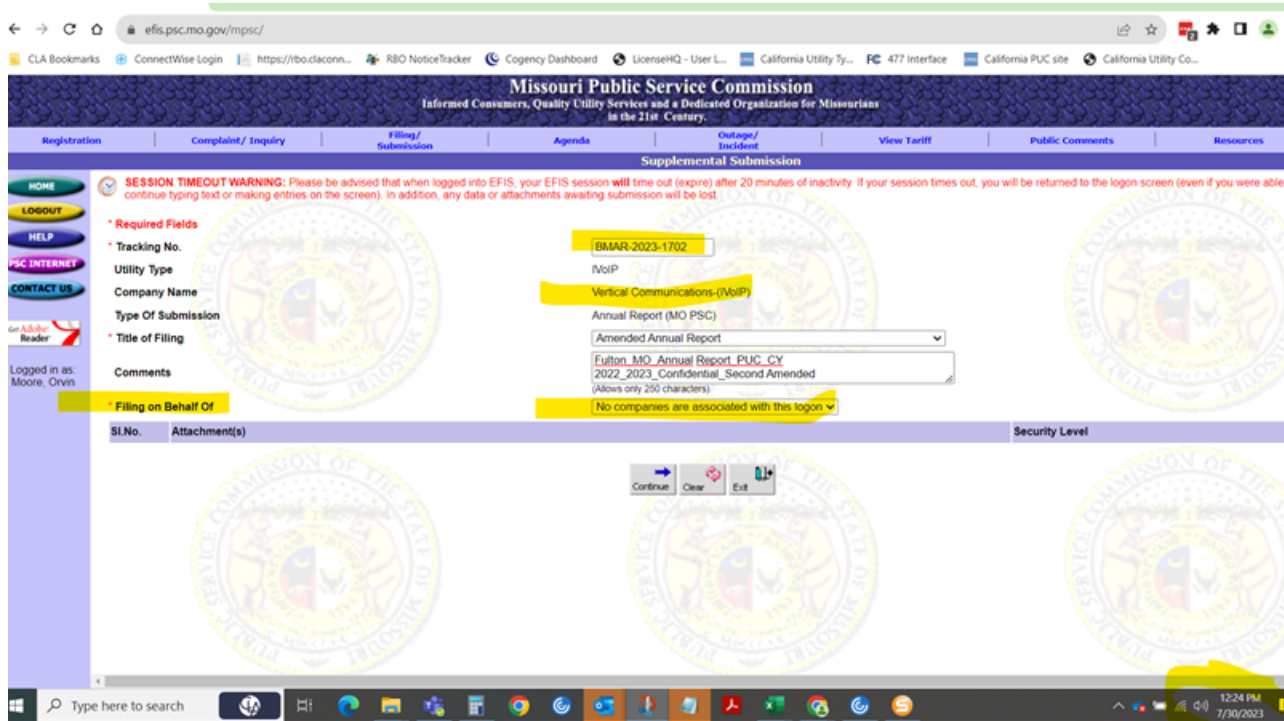 efis.psc.mo.gov/mpsc/
CLA Bookmarks ConnectWise Login https://rbo.claconn... RBO NoticeTracker Cogency Dashboard LicenseHQ - User L... California Utility Ty... FC 477 Interface California PUC site California Utility Co...
Missouri Public Service Commission
Informed Consumers, Quality Utility Services and a Dedicated Organization for Missourians
in the 21st Century.
Registration | Complaint/ Inquiry | Filing/ Submission | Agenda | Outage/ Incident | View Tariff | Public Comments | Resources
Supplemental Submission
HOME
LOGOUT
HELP
PSC INTERNET
CONTACT US
Get Adobe Reader
Logged in as:
Moore, Orvin
SESSION TIMEOUT WARNING: Please be advised that when logged into EFIS, your EFIS session will time out (expire) after 20 minutes of inactivity. If your session times out, you will be returned to the logon screen (even if you were able
continue typing text or making entries on the screen). In addition, any data or attachments awaiting submission will be lost.
* Required Fields
* Tracking No. BMAR-2023-1702
Utility Type IVoIP
Company Name Vertical Communications-(IVoIP)
Type Of Submission Annual Report (MO PSC)
* Title of Filing Amended Annual Report
Comments Fulton_MO_Annual Report_PUC_CY
2022_2023_Confidential_Second Amended
(Allows only 250 characters)
* Filing on Behalf Of No companies are associated with this logon
Sl.No. Attachment(s) Security Level
Continue Clear Exit
Type here to search
12:24 PM
7/30/2023